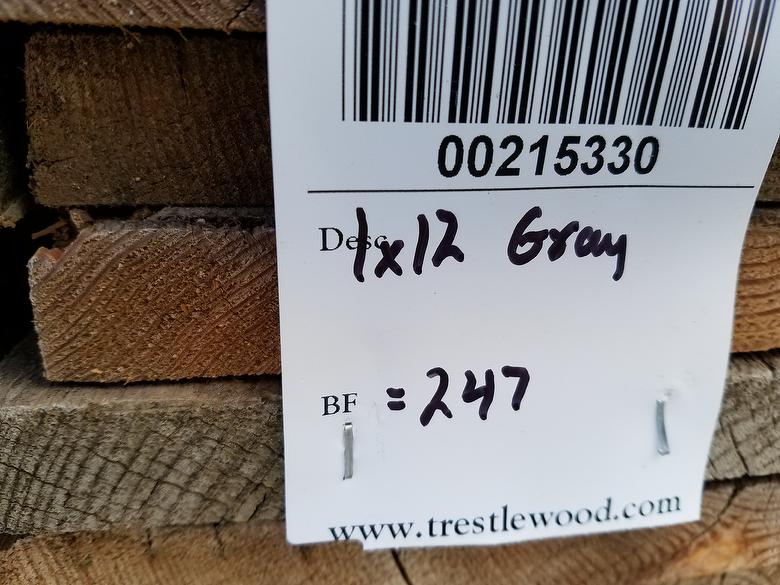 00215330
Desc 1x12 Gray
BF = 247
www.trestlewood.com